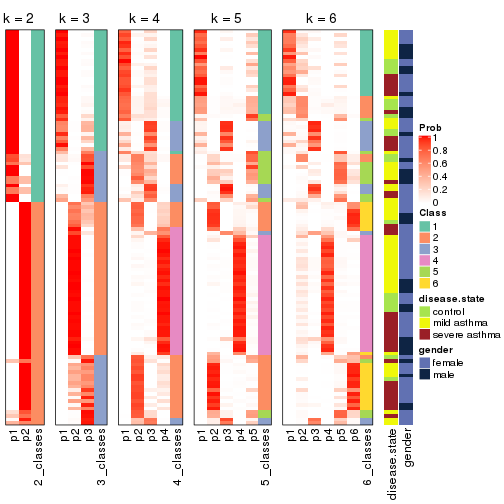 k = 2 k = 3 k = 4 k = 5 k = 6
Prob
1
0.8
0.6
0.4
0.2
0
Class
1
2
3
4
5
6
disease.state
control
mild asthma
severe asthma
gender
female
male
p1 p2 2_classes p1 p2 p3 3_classes p1 p2 p3 p4 4_classes p1 p2 p3 p4 p5 5_classes p1 p2 p3 p4 p5 p6 6_classes disease.state gender